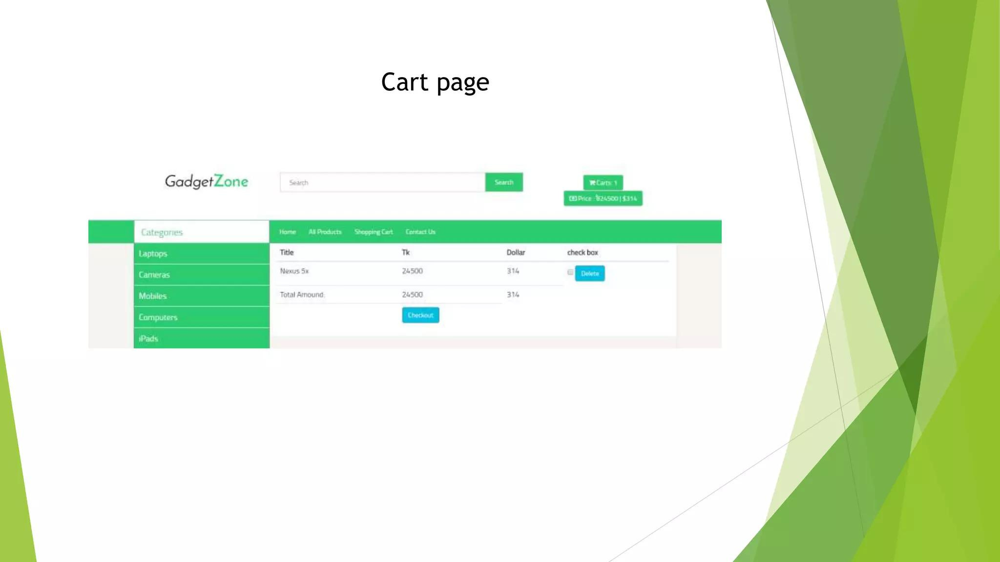 Cart page
GadgetZone
Search Search
Carts: 1
Price : ৳24500 | $314
Categories Home All Products Shopping Cart Contact Us
Laptops
Cameras
Mobiles
Computers
iPads
Title Tk Dollar check box
Nexus 5x 24500 314 Delete
Total Amound: 24500 314
Checkout